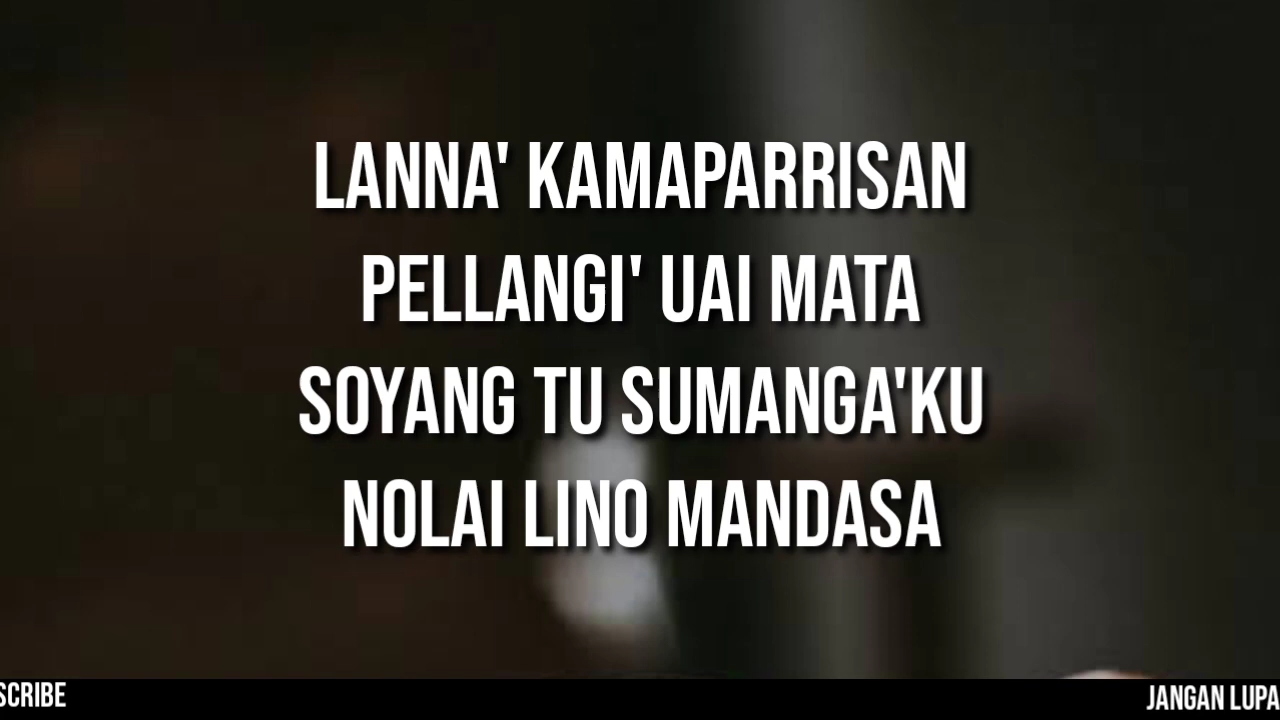 LANNA' KAMAPARRISAN
PELLANGI' UAI MATA
SOYANG TU SUMANGA'KU
NOLAI LINO MANDASA
SCRIBE
JANGAN LUPA